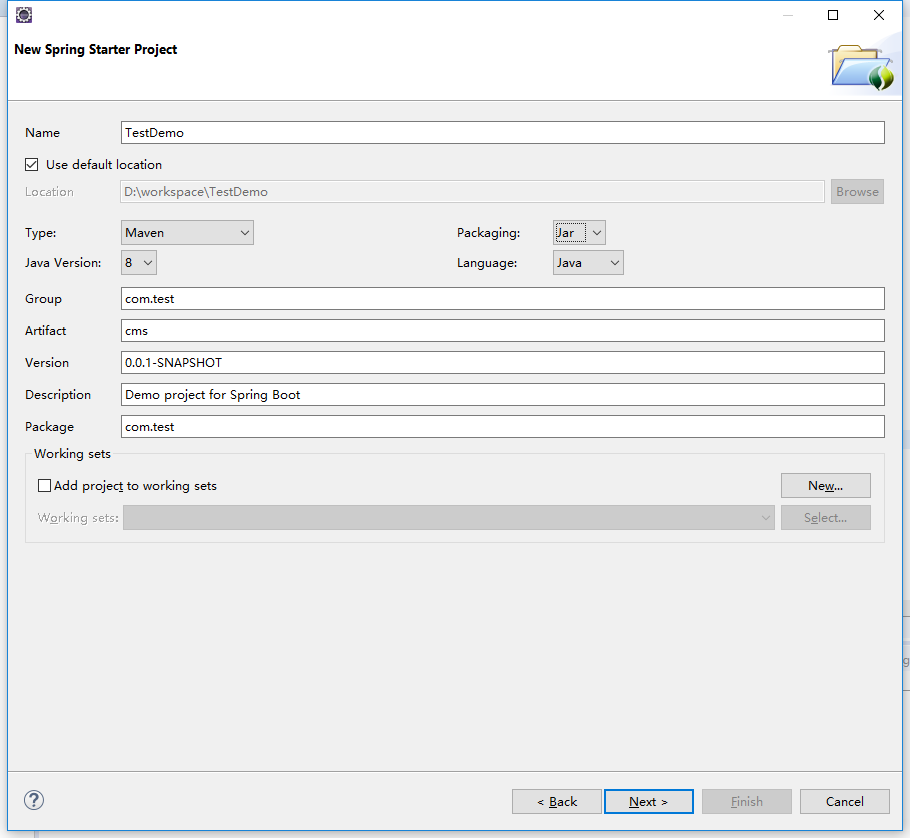 New Spring Starter Project
Name TestDemo
Use default location
Location D:\workspace\TestDemo Browse
Type: Maven Packaging: Jar
Java Version: 8 Language: Java
Group com.test
Artifact cms
Version 0.0.1-SNAPSHOT
Description Demo project for Spring Boot
Package com.test
Working sets
Add project to working sets New...
Working sets: Select...
? < Back Next > Finish Cancel